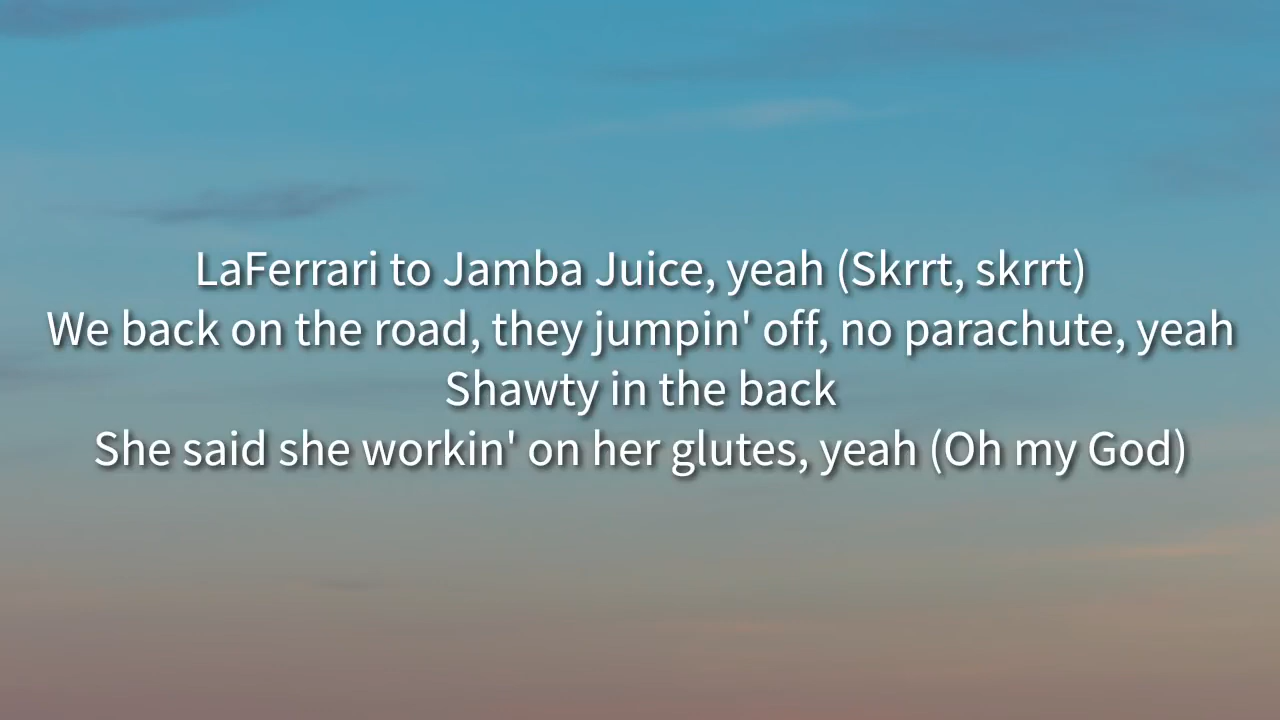 LaFerrari to Jamba Juice, yeah (Skrrt, skrrt)
We back on the road, they jumpin' off, no parachute, yeah
Shawty in the back
She said she workin' on her glutes, yeah (Oh my God)